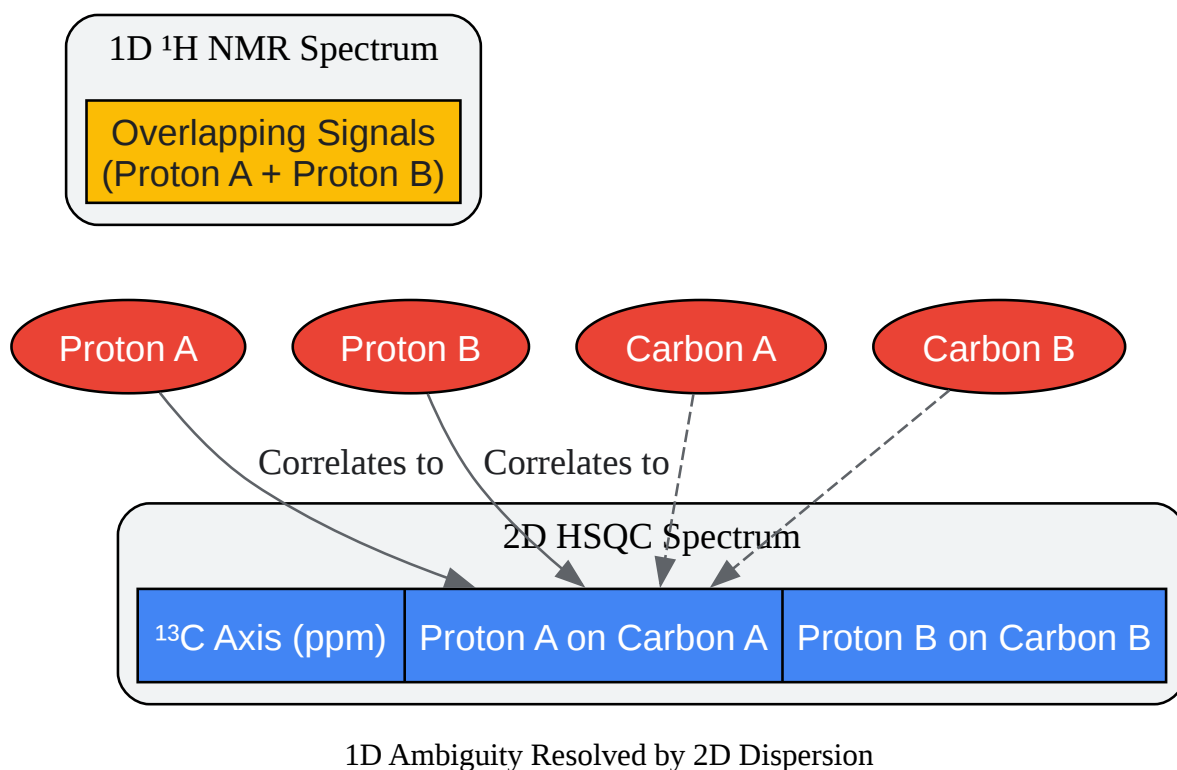 1D ¹H NMR Spectrum
Overlapping Signals
(Proton A + Proton B)
Proton A
Proton B
Carbon A
Carbon B
Correlates to
Correlates to
2D HSQC Spectrum
¹³C Axis (ppm)
Proton A on Carbon A
Proton B on Carbon B
1D Ambiguity Resolved by 2D Dispersion